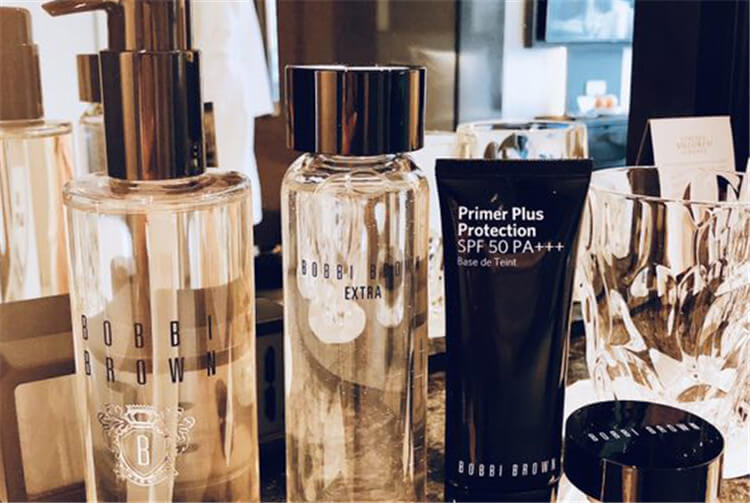 BOBBI
BROWN
B
BOBBI BROWN
EXTRA
Primer Plus
Protection
SPF 50 PA+++
Base de Teint
BOBBI BROWN
BOBBI BROWN